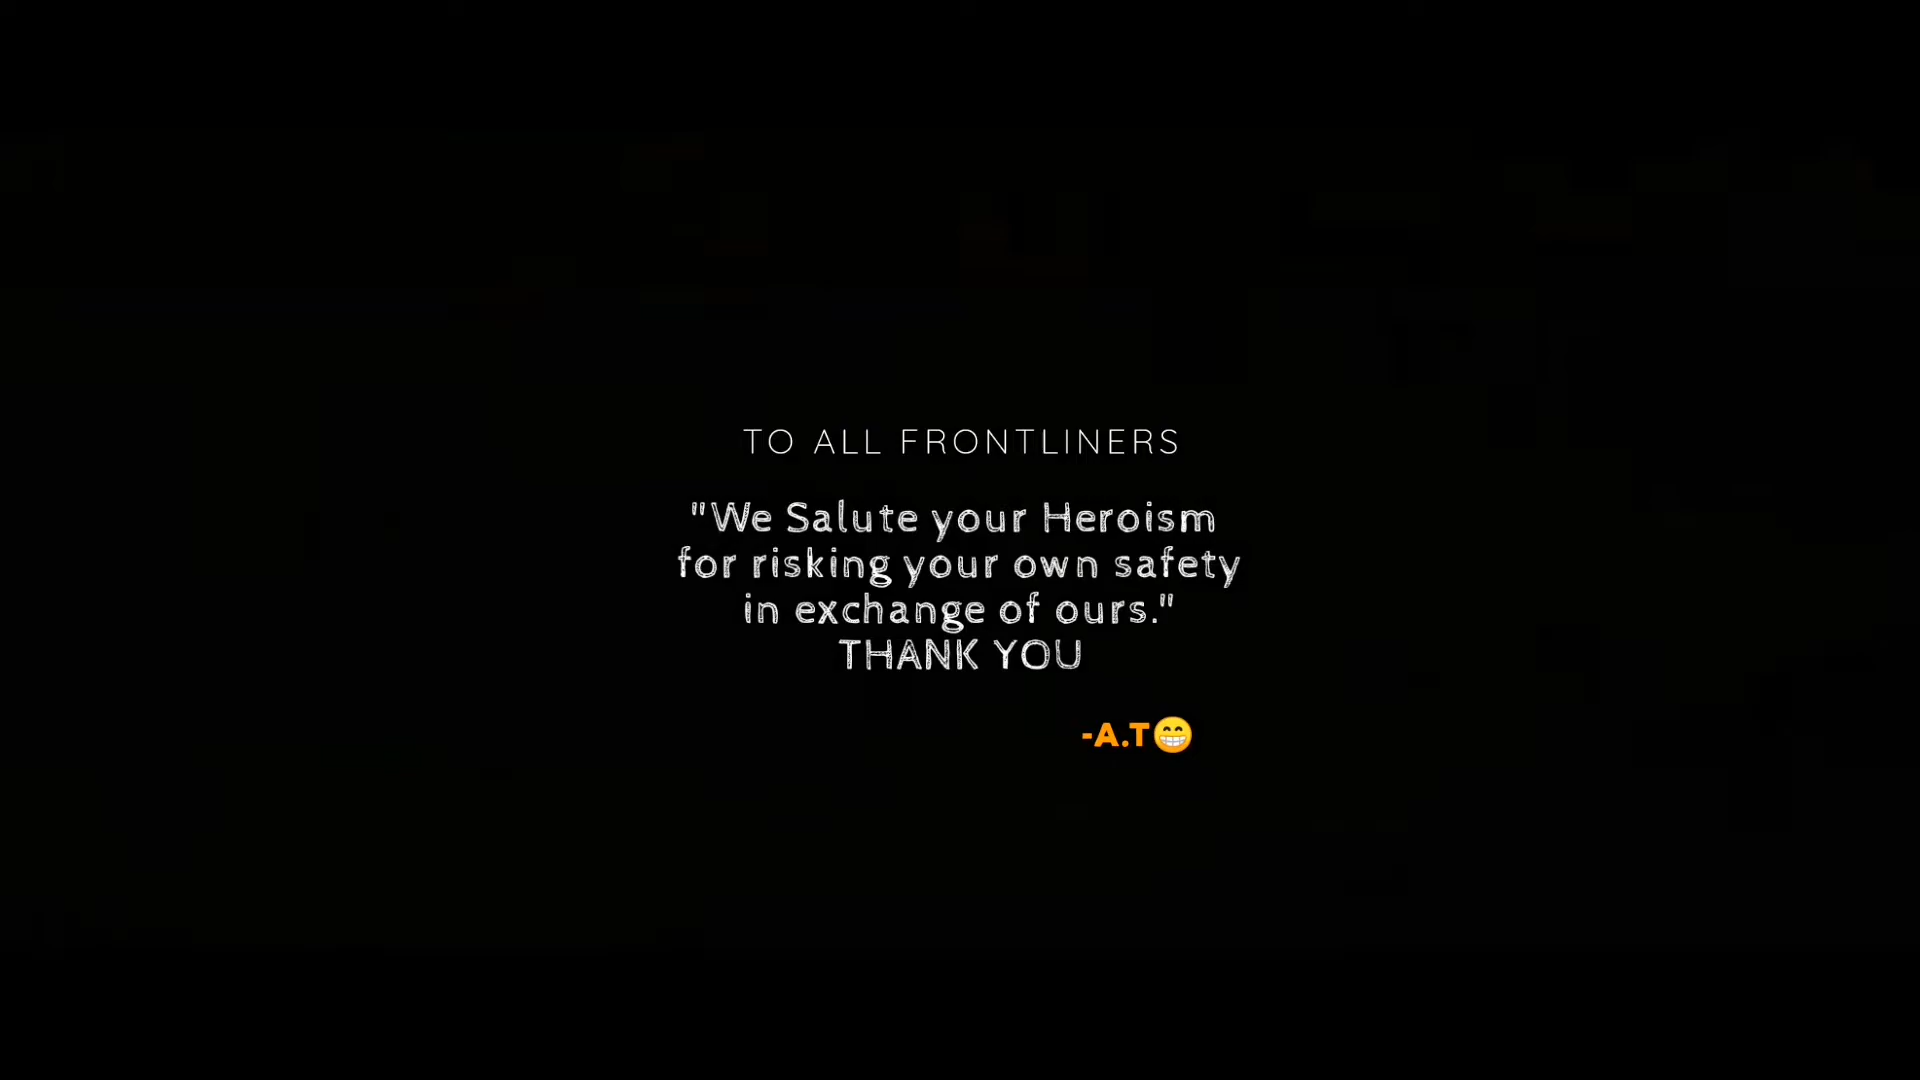 TO ALL FRONTLINERS
"We Salute your Heroism
for risking your own safety
in exchange of ours."
THANK YOU
-A.T😁